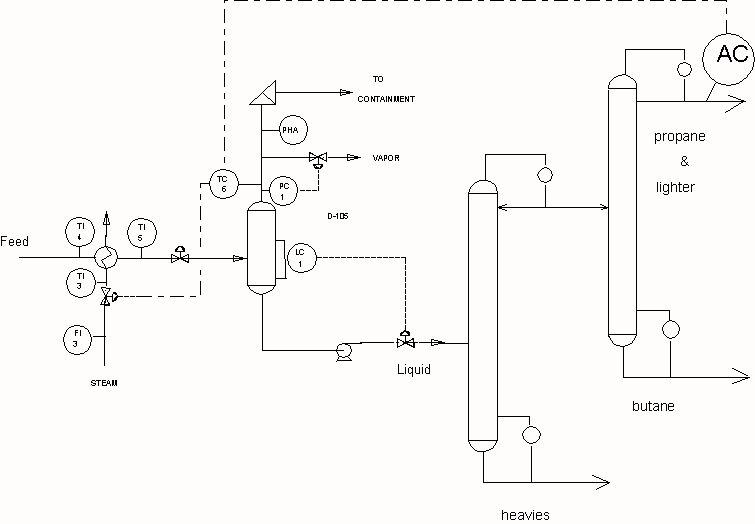 AC
TO
CONTAINMENT
PHA
propane
&
lighter
VAPOR
TC
6
PC
1
D-105
TI
4
TI
5
Feed
LC
1
TI
3
FI
3
Liquid
STEAM
butane
heavies